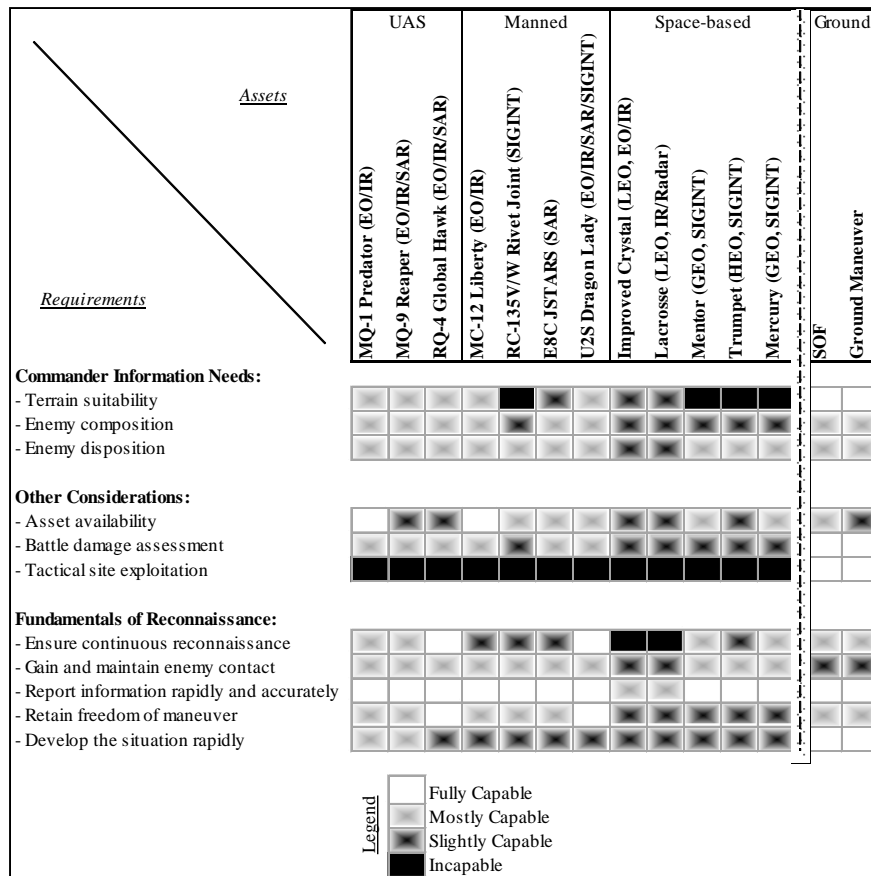 UAS Manned Space-based Ground
Assets
Requirements
MQ-1 Predator (EO/IR)
MQ-9 Reaper (EO/IR/SAR)
RQ-4 Global Hawk (EO/IR/SAR)
MC-12 Liberty (EO/IR)
RC-135V/W Rivet Joint (SIGINT)
E8C JSTARS (SAR)
U2S Dragon Lady (EO/IR/SAR/SIGINT)
Improved Crystal (LEO, EO/IR)
Lacrosse (LEO, IR/Radar)
Mentor (GEO, SIGINT)
Trumpet (HEO, SIGINT)
Mercury (GEO, SIGINT)
SOF
Ground Maneuver
Commander Information Needs:
- Terrain suitability
- Enemy composition
- Enemy disposition
Other Considerations:
- Asset availability
- Battle damage assessment
- Tactical site exploitation
Fundamentals of Reconnaissance:
- Ensure continuous reconnaissance
- Gain and maintain enemy contact
- Report information rapidly and accurately
- Retain freedom of maneuver
- Develop the situation rapidly
Legend
Fully Capable
Mostly Capable
Slightly Capable
Incapable